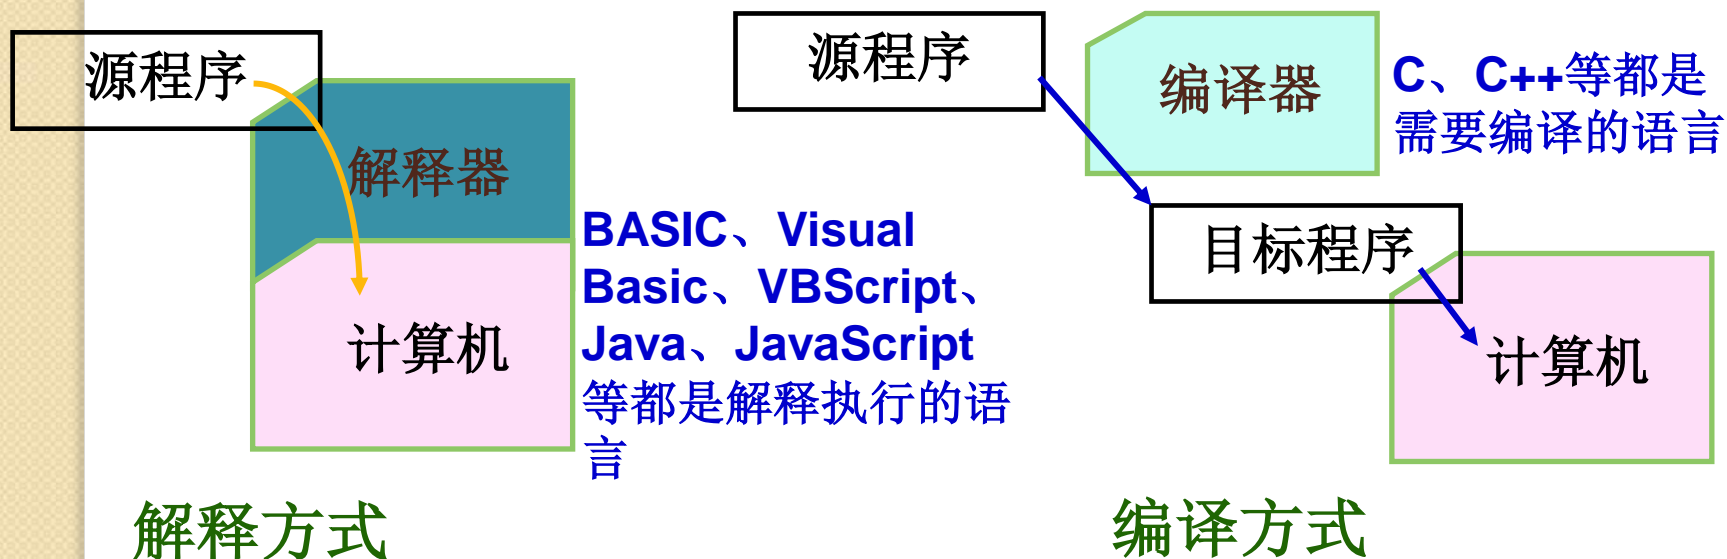 源程序
解释器
计算机
BASIC、Visual
Basic、VBScript、
Java、JavaScript
等都是解释执行的语
言
解释方式
源程序
编译器
C、C++等都是
需要编译的语言
目标程序
计算机
编译方式